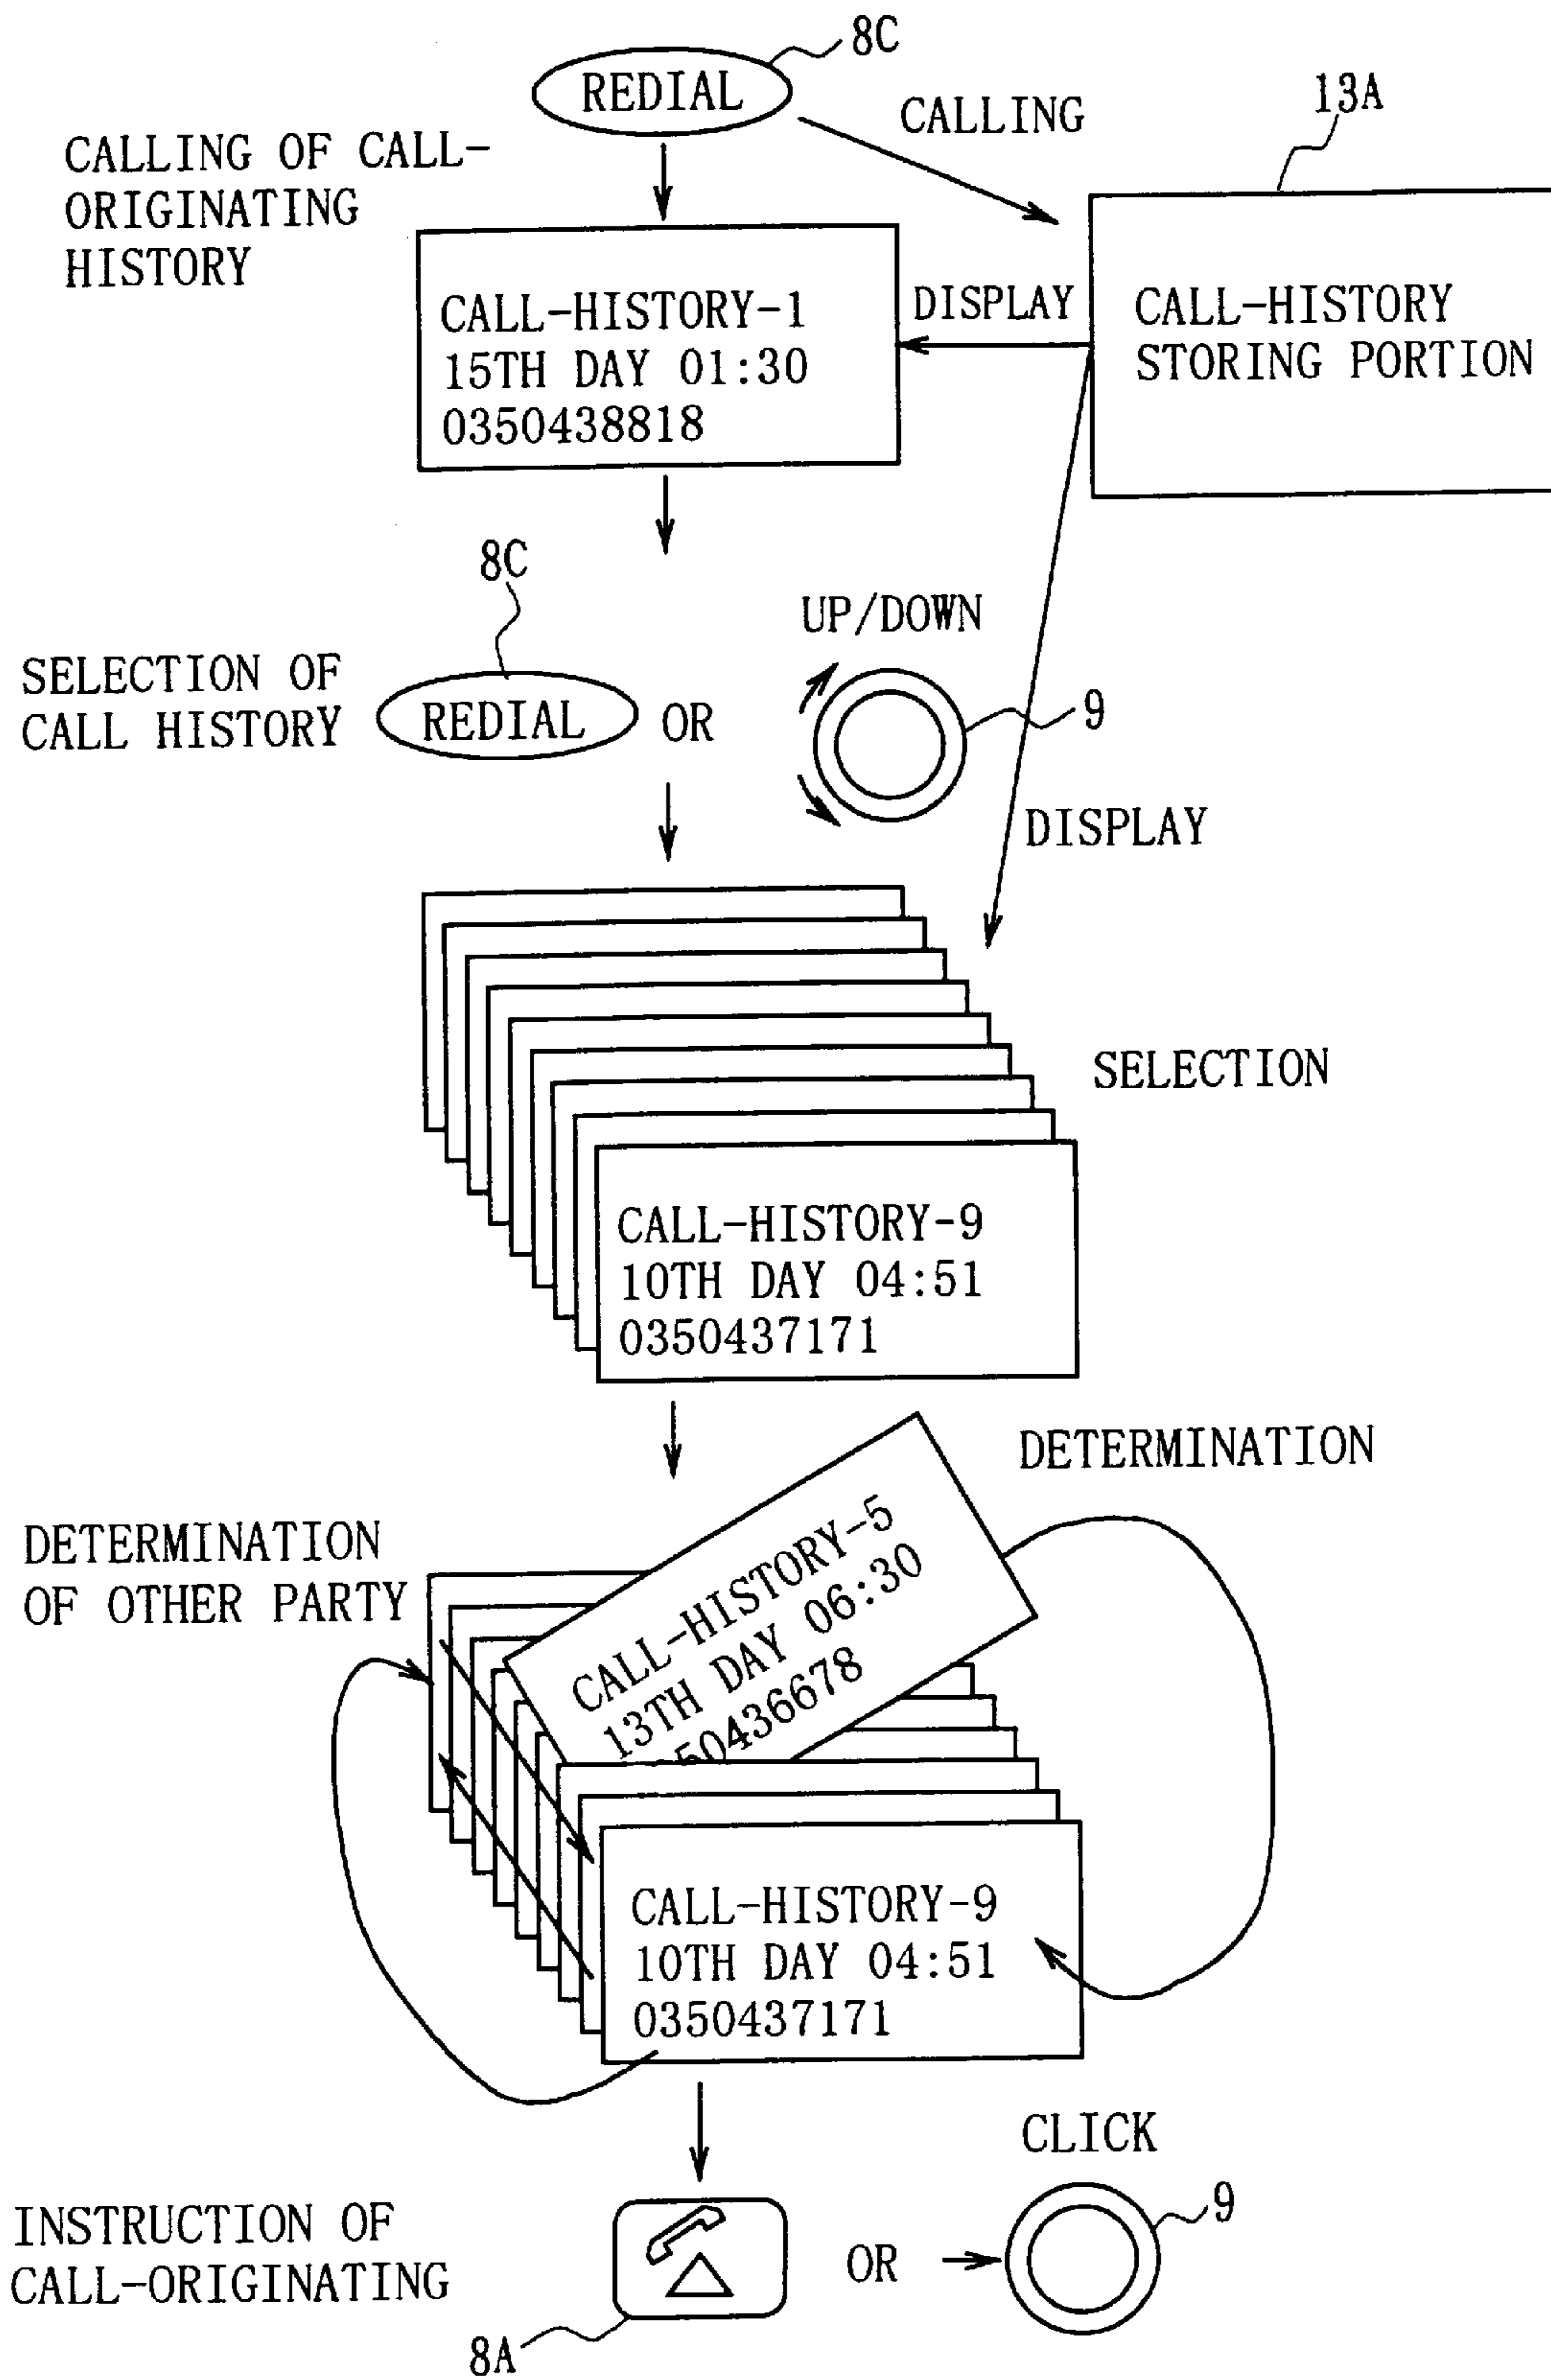 8C
REDIAL
CALLING
13A
CALLING OF CALL-
ORIGINATING
HISTORY
CALL-HISTORY-1
15TH DAY 01:30
0350438818
DISPLAY
CALL-HISTORY
STORING PORTION
8C
UP/DOWN
SELECTION OF
CALL HISTORY
REDIAL
OR
9
DISPLAY
SELECTION
CALL-HISTORY-9
10TH DAY 04:51
0350437171
DETERMINATION
DETERMINATION
OF OTHER PARTY
CALL-HISTORY-5
13TH DAY 06:30
50436678
CALL-HISTORY-9
10TH DAY 04:51
0350437171
CLICK
INSTRUCTION OF
CALL-ORIGINATING
OR
9
8A